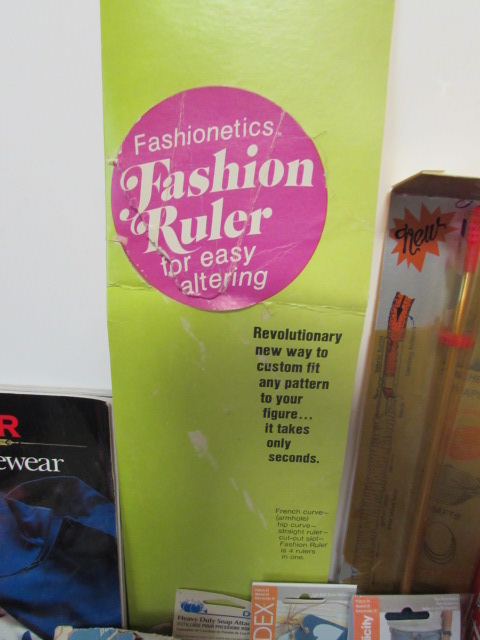 Fashionetics
Fashion
Ruler
for easy
altering
Revolutionary
new way to
custom fit
any pattern
to your
figure...
it takes
only
seconds.
French curve—
(armhole)
hip curve—
straight ruler—
cut-out slot—
Fashion Ruler
is 4 rulers
in one.
new
R
ewear
Heavy Duty Snap Atta
DEX
icity